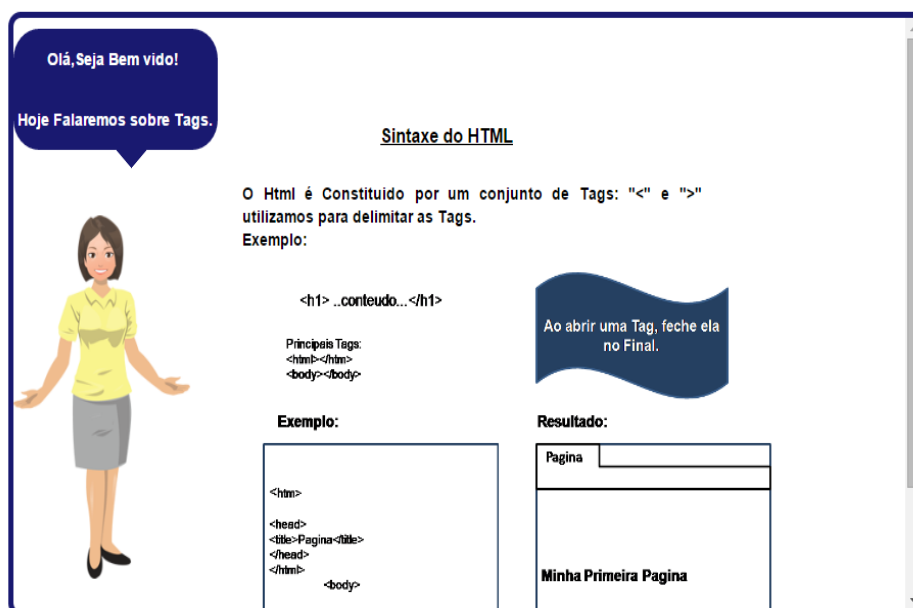 Olá,Seja Bem vido!
Hoje Falaremos sobre Tags.
Sintaxe do HTML
O Html é Constituido por um conjunto de Tags: "<" e ">"
utilizamos para delimitar as Tags.
Exemplo:
<h1> ..conteudo...</h1>
Ao abrir uma Tag, feche ela
no Final.
Principais Tags:
<html></htm>
<body></body>
Exemplo:
Resultado:
Pagina
<htm>
<head>
<title>Pagina</title>
</head>
</html>
<body>
Minha Primeira Pagina